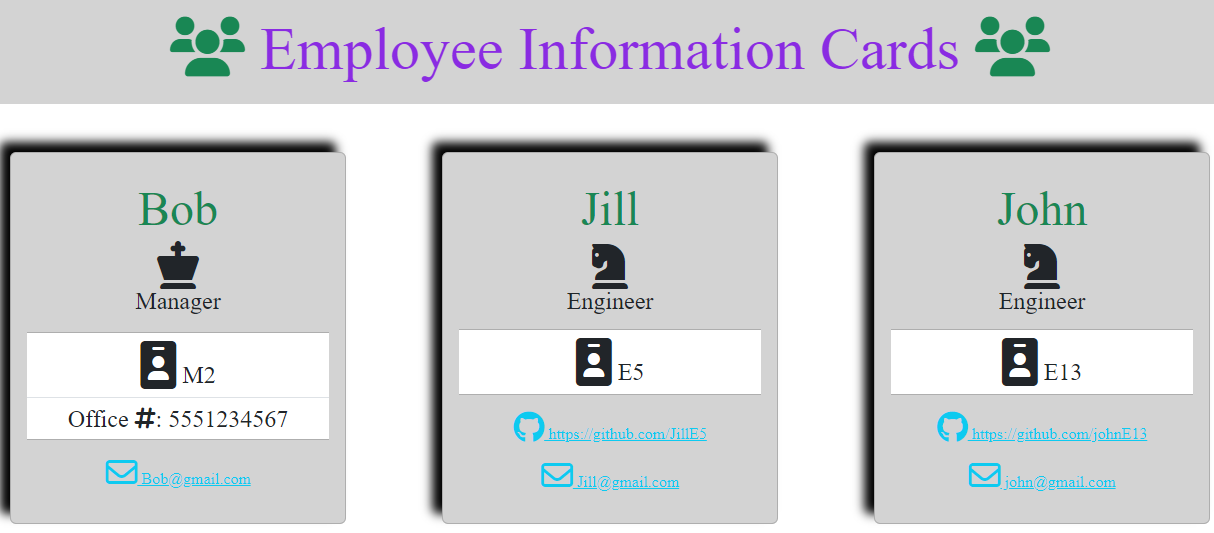 Employee Information Cards
Bob
Manager
M2
Office #: 5551234567
Bob@gmail.com
Jill
Engineer
E5
https://github.com/JillE5
Jill@gmail.com
John
Engineer
E13
https://github.com/johnE13
john@gmail.com